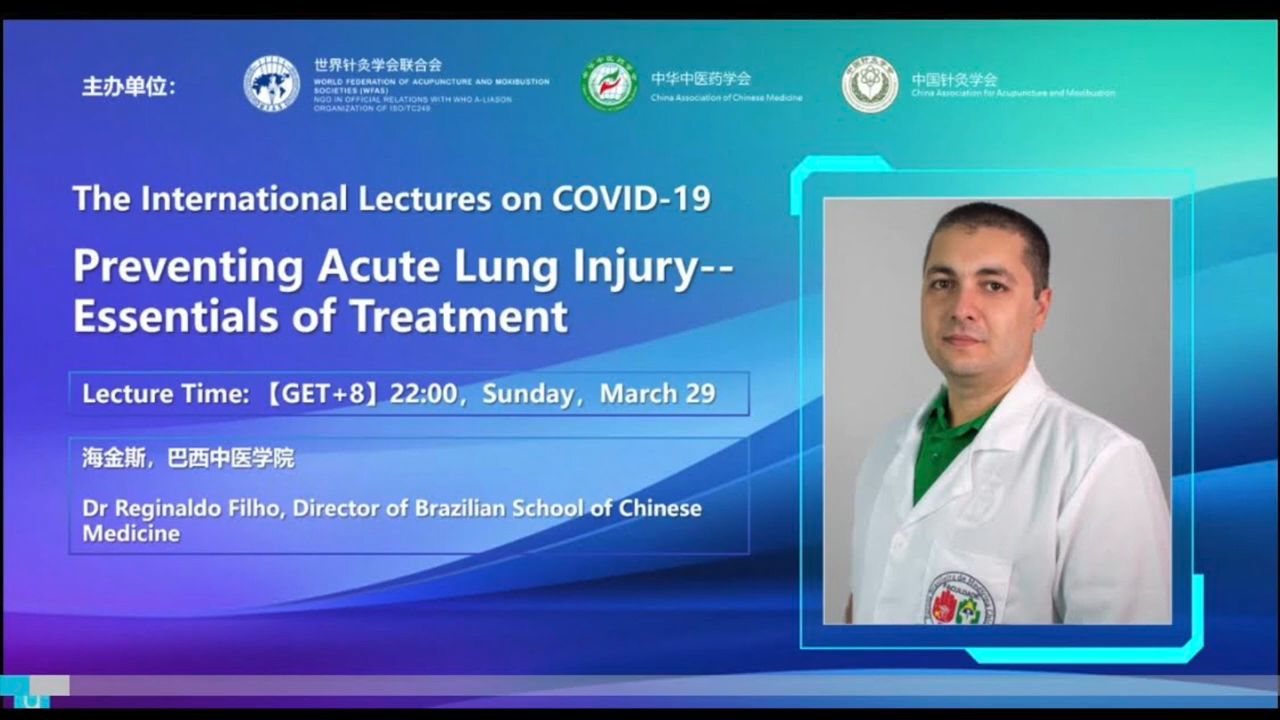 主办单位：
世界针灸学会联合会
WORLD FEDERATION OF ACUPUNCTURE AND MOXIBUSTION
SOCIETIES (WFAS)
NGO IN OFFICIAL RELATIONS WITH WHO A-LIASON
ORGANIZATION OF ISO/TC249
中华中医药学会
China Association of Chinese Medicine
中国针灸学会
China Association for Acupuncture and Moxibustion
The International Lectures on COVID-19
Preventing Acute Lung Injury--
Essentials of Treatment
Lecture Time: 【GET+8】22:00，Sunday，March 29
海金斯，巴西中医学院
Dr Reginaldo Filho, Director of Brazilian School of Chinese
Medicine
FACULDADE